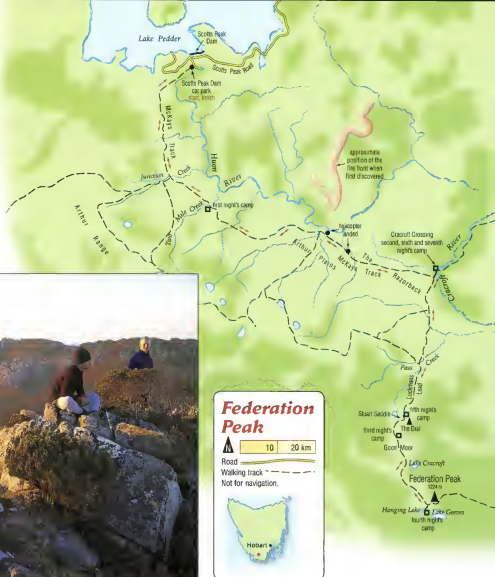 Lake Pedder
Scotts Peak
Dam
Scotts Peak Road
Scotts Peak Dam
car park
start, finish
McKays
Track
Huon
River
approximate
position of the
fire front when
first discovered
Junction
Creek
Mule Creek
first night's camp
Arthur
Range
helicopter
landed
Cracroft Crossing
second, sixth and seventh
night's camp
River
Cracroft
Arthur
Plains
McKays
Track
The
Razorback
Pass
Creek
Luckmans
Lead
Stuart Saddle
fifth night's
camp
The Dial
third night's
camp
Goon Moor
Lake Cracroft
Federation Peak
1224 m
Hanging Lake
Lake Geeves
fourth night's
camp
Federation
Peak
N
10
20 km
Road
Walking track
Not for navigation.
Hobart